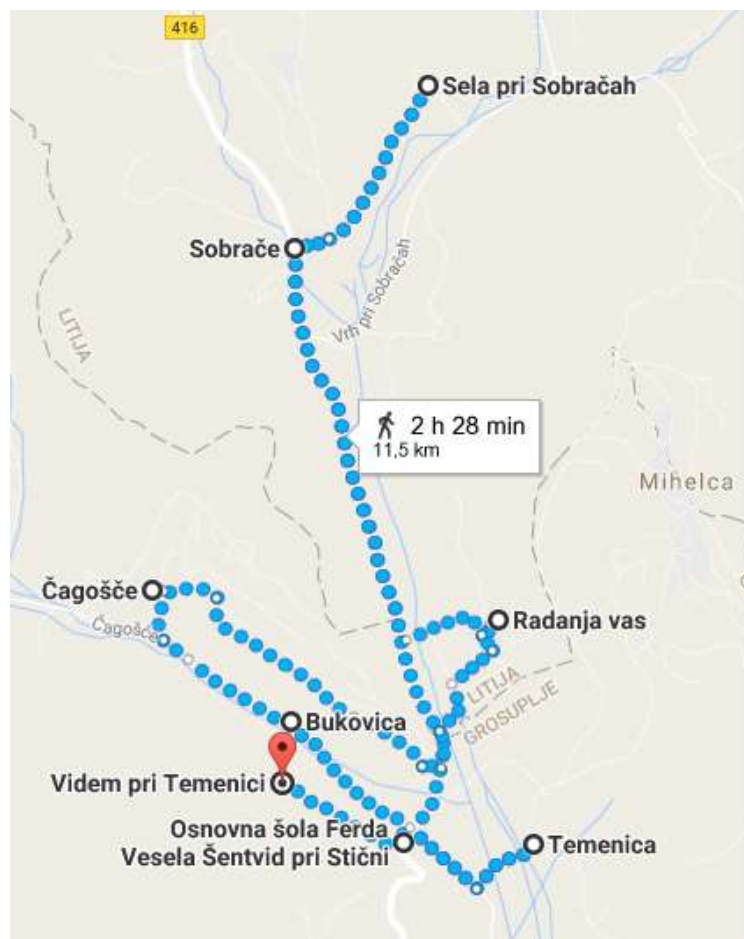 416
Sela pri Sobračah
Sobrače
Vrh pri Sobračah
LITIJA
2 h 28 min
11,5 km
Mihelca
Čagošče
Čagošče
Radanja vas
LITIJA
GROSUPLJE
Bukovica
Videm pri Temenici
Osnovna šola Ferda
Vesela Šentvid pri Stični
Temenica